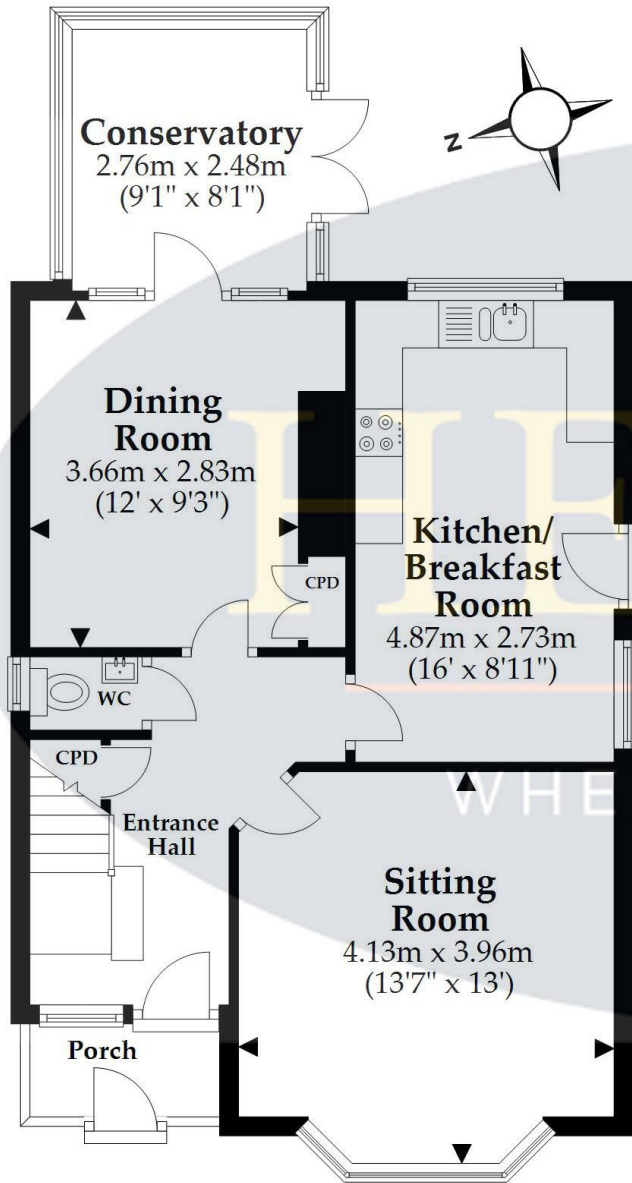 Conservatory
2.76m x 2.48m
(9'1" x 8'1")
N
Dining
Room
3.66m x 2.83m
(12' x 9'3")
CPD
Kitchen/
Breakfast
Room
4.87m x 2.73m
(16' x 8'11")
WC
CPD
Entrance
Hall
Sitting
Room
4.13m x 3.96m
(13'7" x 13')
Porch
HE
WHE